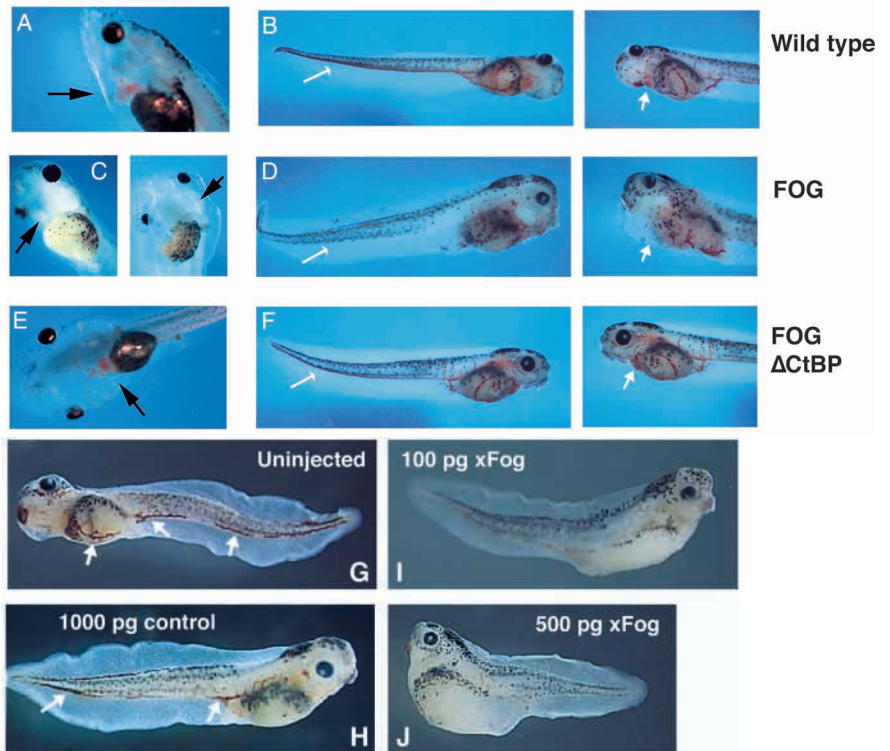 A
B
Wild type
C
D
FOG
E
F
FOG
ΔCtBP
Uninjected
G
100 pg xFog
I
1000 pg control
H
500 pg xFog
J